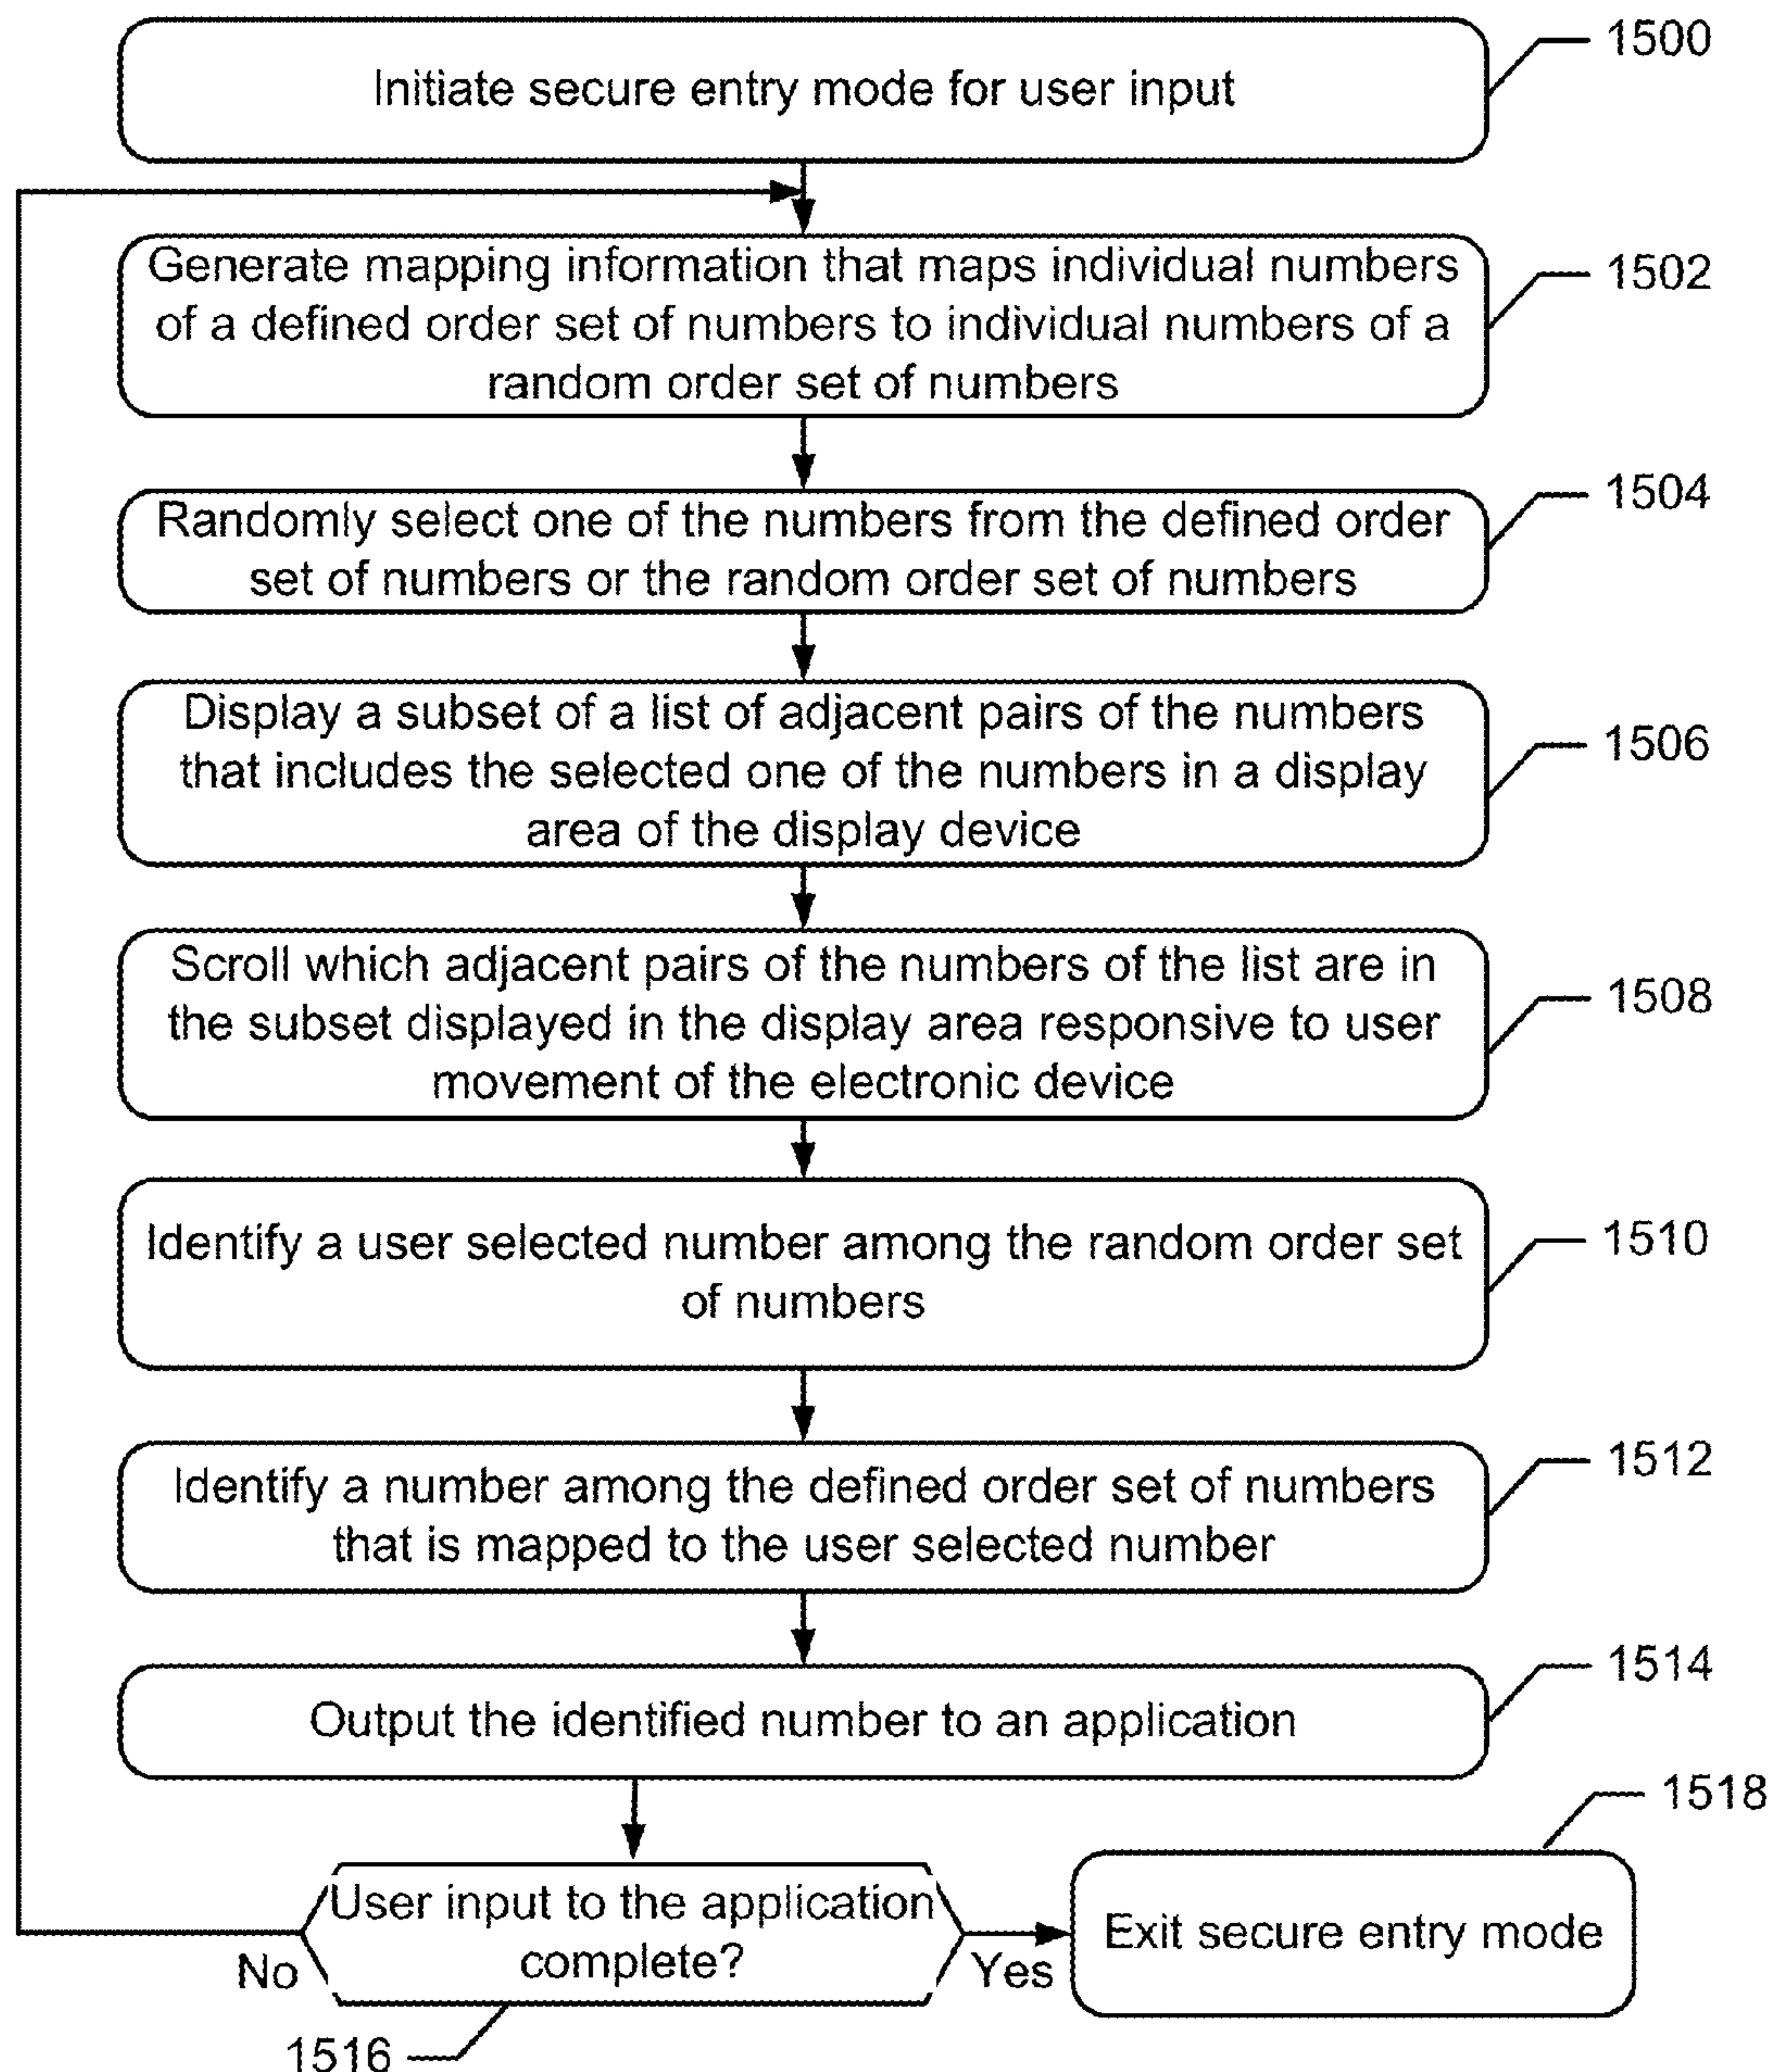 Initiate secure entry mode for user input
1500
Generate mapping information that maps individual numbers
of a defined order set of numbers to individual numbers of a
random order set of numbers
1502
Randomly select one of the numbers from the defined order
set of numbers or the random order set of numbers
1504
Display a subset of a list of adjacent pairs of the numbers
that includes the selected one of the numbers in a display
area of the display device
1506
Scroll which adjacent pairs of the numbers of the list are in
the subset displayed in the display area responsive to user
movement of the electronic device
1508
Identify a user selected number among the random order set
of numbers
1510
Identify a number among the defined order set of numbers
that is mapped to the user selected number
1512
Output the identified number to an application
1514
User input to the application
complete?
No
Yes
1516
Exit secure entry mode
1518